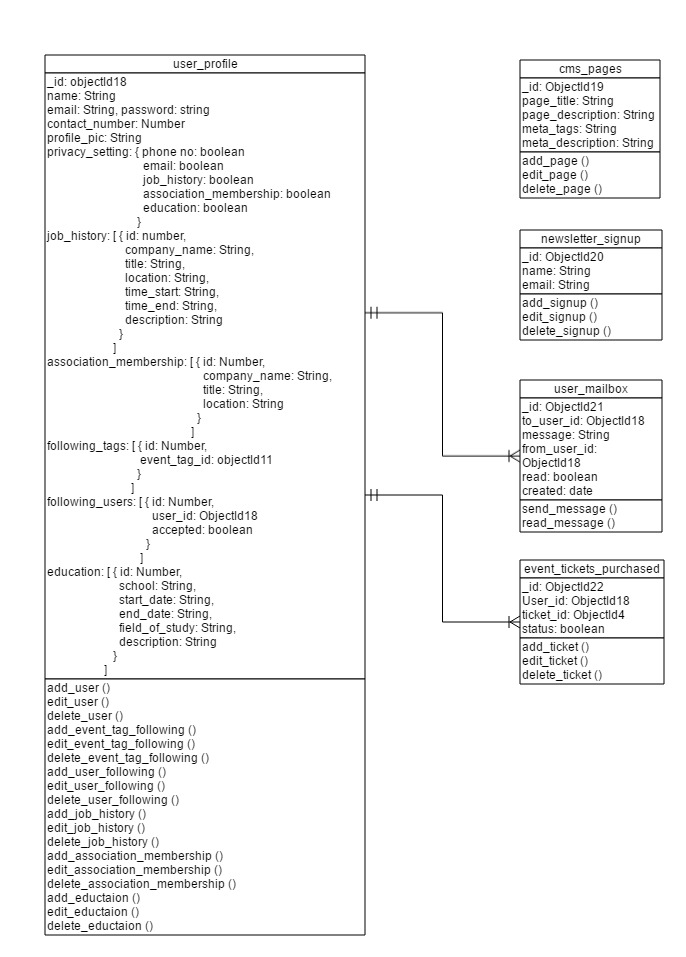 user_profile
_id: objectId18
name: String
email: String, password: string
contact_number: Number
profile_pic: String
privacy_setting: { phone no: boolean
email: boolean
job_history: boolean
association_membership: boolean
education: boolean
}
job_history: [ { id: number,
company_name: String,
title: String,
location: String,
time_start: String,
time_end: String,
description: String
}
]
association_membership: [ { id: Number,
company_name: String,
title: String,
location: String
}
]
following_tags: [ { id: Number,
event_tag_id: objectid11
}
]
following_users: [ { id: Number,
user_id: ObjectId18
accepted: boolean
}
]
education: [ { id: Number,
school: String,
start_date: String,
end_date: String,
field_of_study: String,
description: String
}
]
add_user ()
edit_user ()
delete_user ()
add_event_tag_following ()
edit_event_tag_following ()
delete_event_tag_following ()
add_user_following ()
edit_user_following ()
delete_user_following ()
add_job_history ()
edit_job_history ()
delete_job_history ()
add_association_membership ()
edit_association_membership ()
delete_association_membership ()
add_eductaion ()
edit_eductaion ()
delete_eductaion ()
cms_pages
_id: ObjectId19
page_title: String
page_description: String
meta_tags: String
meta_description: String
add_page ()
edit_page ()
delete_page ()
newsletter_signup
_id: ObjectId20
name: String
email: String
add_signup ()
edit_signup ()
delete_signup ()
user_mailbox
_id: ObjectId21
to_user_id: ObjectId18
message: String
from_user_id:
ObjectId18
read: boolean
created: date
send_message ()
read_message ()
event_tickets_purchased
_id: ObjectId22
User_id: ObjectId18
ticket_id: ObjectId4
status: boolean
add_ticket ()
edit_ticket ()
delete_ticket ()